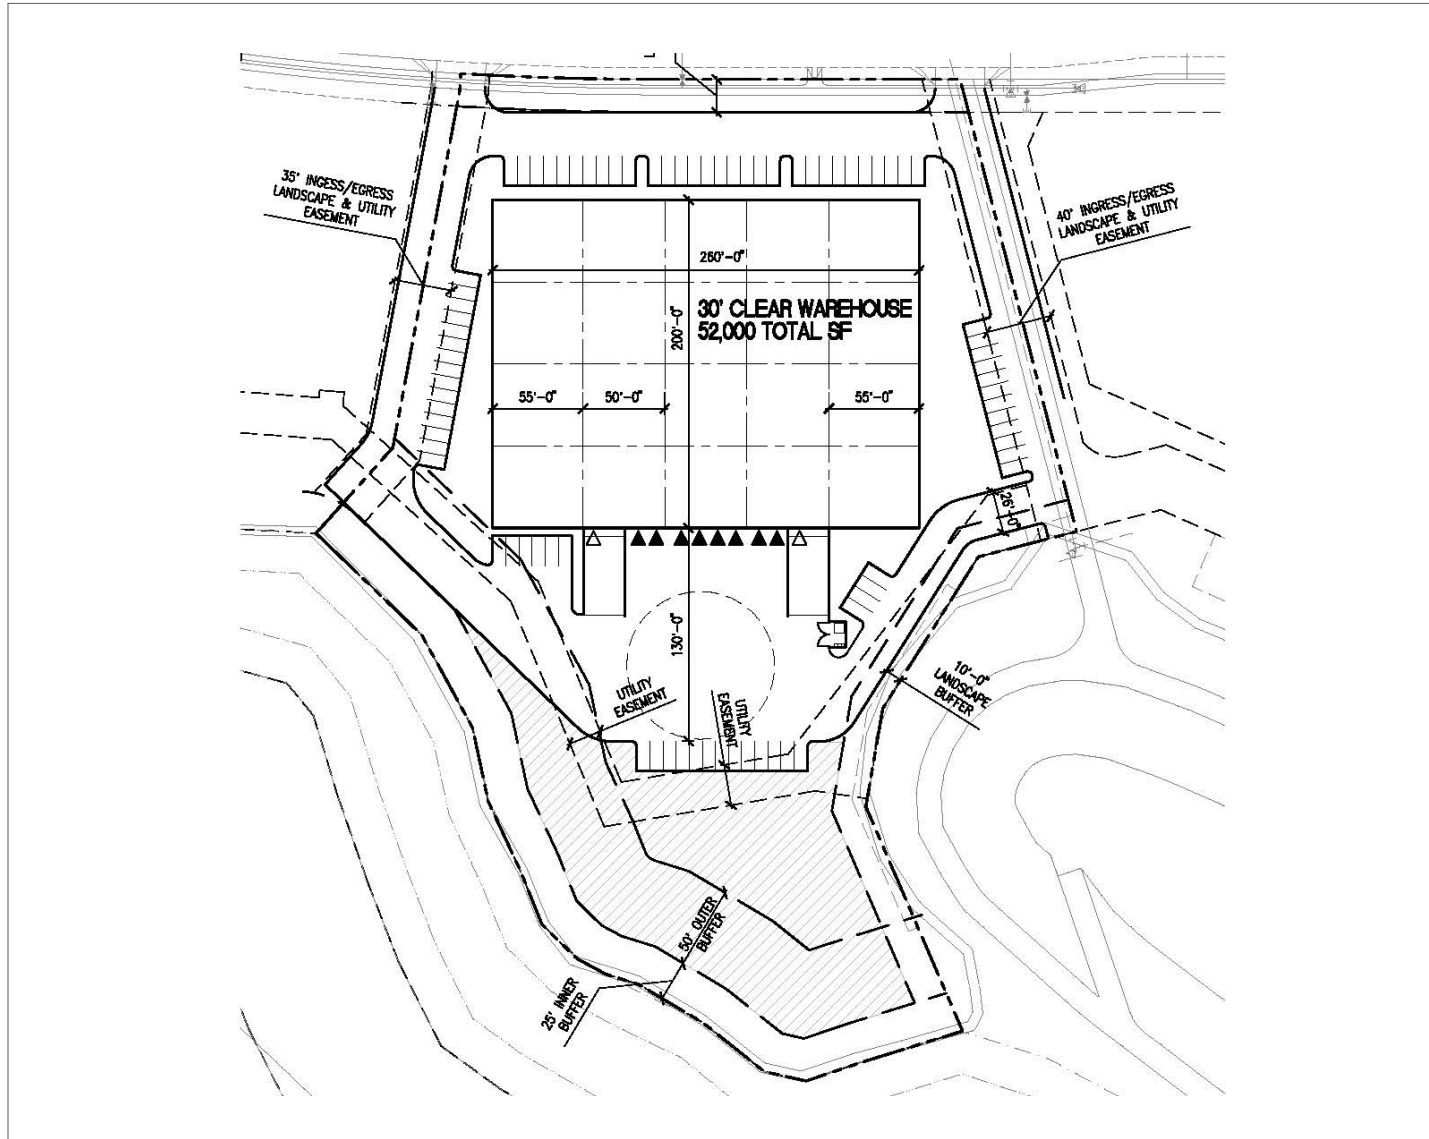 35' INGESS/EGRESS
LANDSCAPE & UTILITY
EASEMENT
40' INGRESS/EGRESS
LANDSCAPE & UTILITY
EASEMENT
260'-0"
200'-0"
30' CLEAR WAREHOUSE
52,000 TOTAL SF
55'-0"
50'-0"
55'-0"
26'-0"
130'-0"
UTILITY
EASEMENT
UTILITY
EASEMENT
10'-0"
LANDSCAPE
BUFFER
50' OUTER
BUFFER
25' INNER
BUFFER